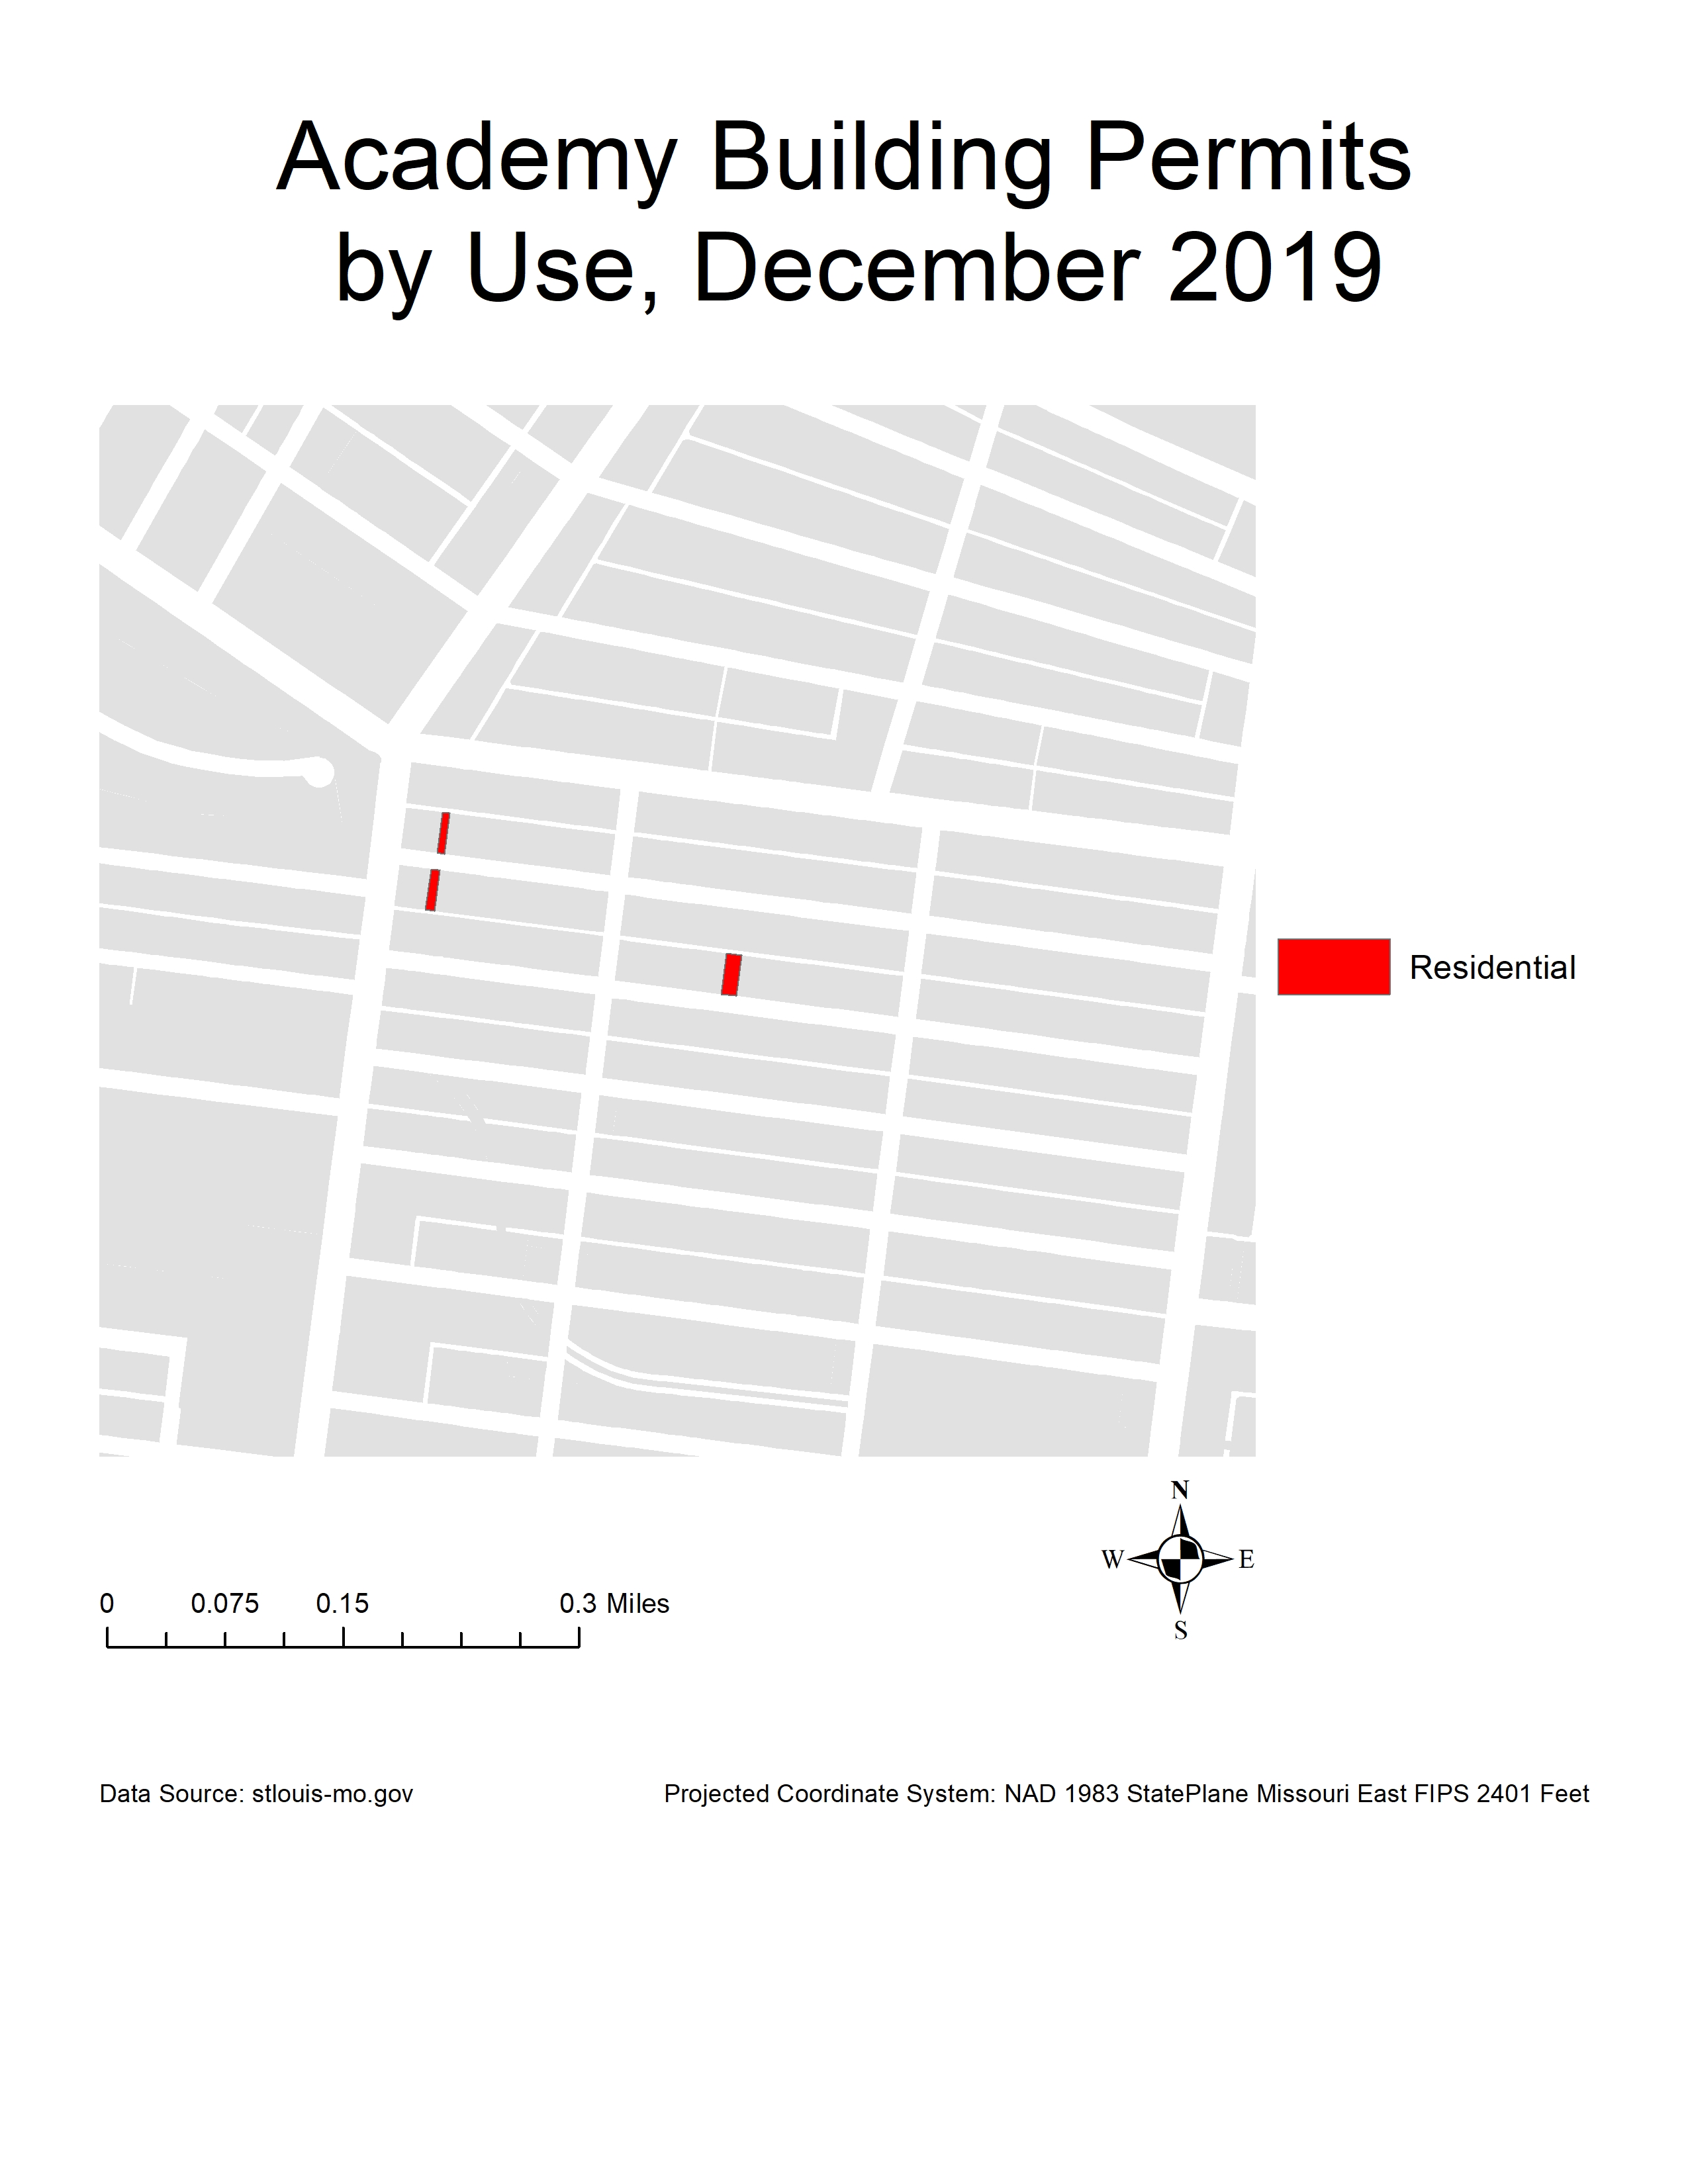 Academy Building Permits
by Use, December 2019
Residential
N
W E
S
0 0.075 0.15 0.3 Miles
Data Source: stlouis-mo.gov
Projected Coordinate System: NAD 1983 StatePlane Missouri East FIPS 2401 Feet